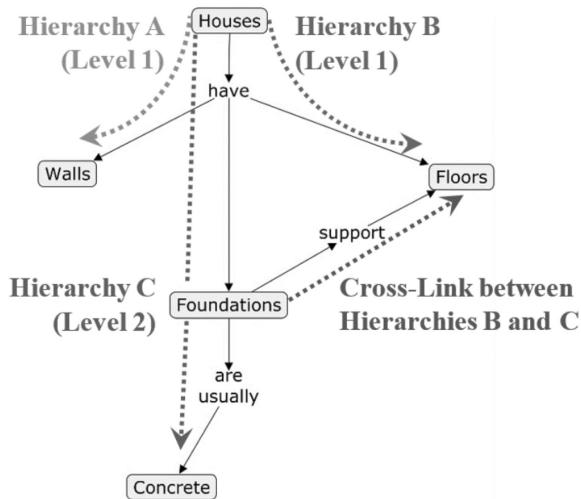 Hierarchy A
(Level 1)
Houses
Hierarchy B
(Level 1)
have
Walls
Floors
support
Hierarchy C
(Level 2)
Foundations
Cross-Link between
Hierarchies B and C
are
usually
Concrete